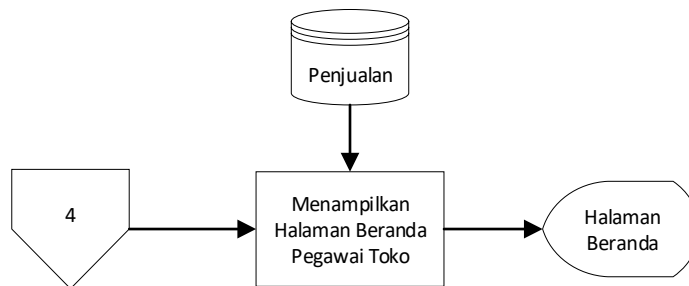 Penjualan
4
Menampilkan
Halaman Beranda
Pegawai Toko
Halaman
Beranda